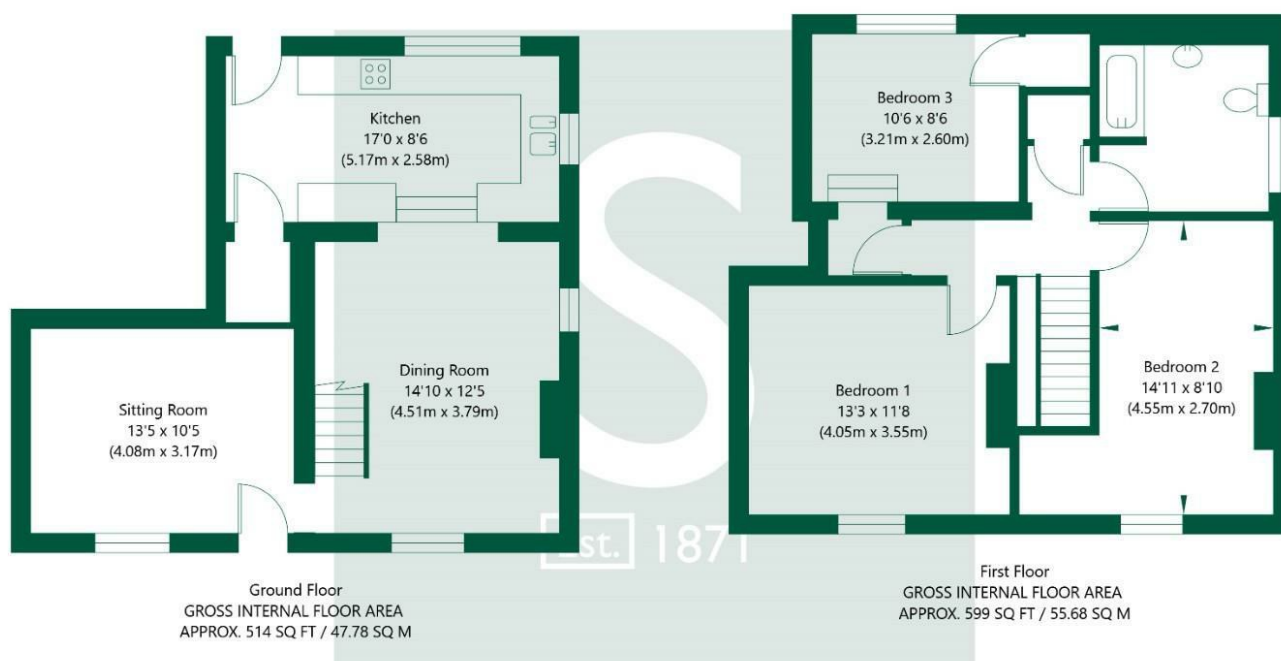 Kitchen
17'0 x 8'6
(5.17m x 2.58m)
Dining Room
14'10 x 12'5
(4.51m x 3.79m)
Sitting Room
13'5 x 10'5
(4.08m x 3.17m)
Ground Floor
GROSS INTERNAL FLOOR AREA
APPROX. 514 SQ FT / 47.78 SQ M
Bedroom 3
10'6 x 8'6
(3.21m x 2.60m)
Bedroom 1
13'3 x 11'8
(4.05m x 3.55m)
Bedroom 2
14'11 x 8'10
(4.55m x 2.70m)
First Floor
GROSS INTERNAL FLOOR AREA
APPROX. 599 SQ FT / 55.68 SQ M
S
Est. 1871